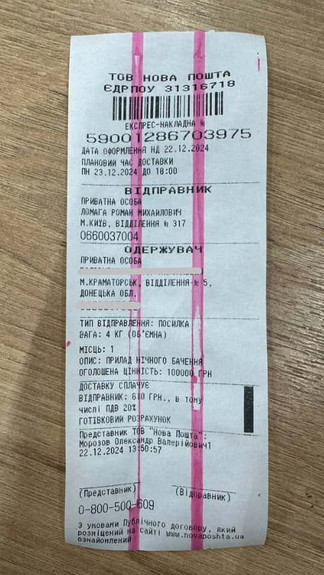 ТОВ НОВА ПОШТА
ЄДРПОУ 31316718
ЕКСПРЕС-НАКЛАДНА №
59001286703975
ДАТА ОФОРМЛЕННЯ НД 22.12.2024
ПЛАНОВИЙ ЧАС ДОСТАВКИ
ПН 23.12.2024 ДО 18:00
ВІДПРАВНИК
ПРИВАТНА ОСОБА
ЛОМАГА РОМАН МИХАЙЛОВИЧ
М.КИЇВ, ВІДДІЛЕННЯ № 317
0660037004
ОДЕРЖУВАЧ
ПРИВАТНА ОСОБА
М.КРАМАТОРСЬК, ВІДДІЛЕННЯ № 5,
ДОНЕЦЬКА ОБЛ.
ТИП ВІДПРАВЛЕННЯ: ПОСИЛКА
ВАГА: 4 КГ (ОБ'ЄМНА)
МІСЦЬ: 1
ОПИС: ПРИЛАД НІЧНОГО БАЧЕННЯ
ОГОЛОШЕНА ЦІННІСТЬ: 100000 ГРН
ДОСТАВКУ СПЛАЧУЄ
ВІДПРАВНИК: 610 ГРН., в тому
числі ПДВ 20%
ГОТІВКОВИЙ РОЗРАХУНОК
Представник ТОВ "Нова Пошта":
Морозов Олександр Валерійович1
22.12.2024 13:50:57
(Представник) (Відправник)
0-800-500-609
З умовами Публічного договору, який
розміщений на сайті www.novaposhta.ua
ознайомлений